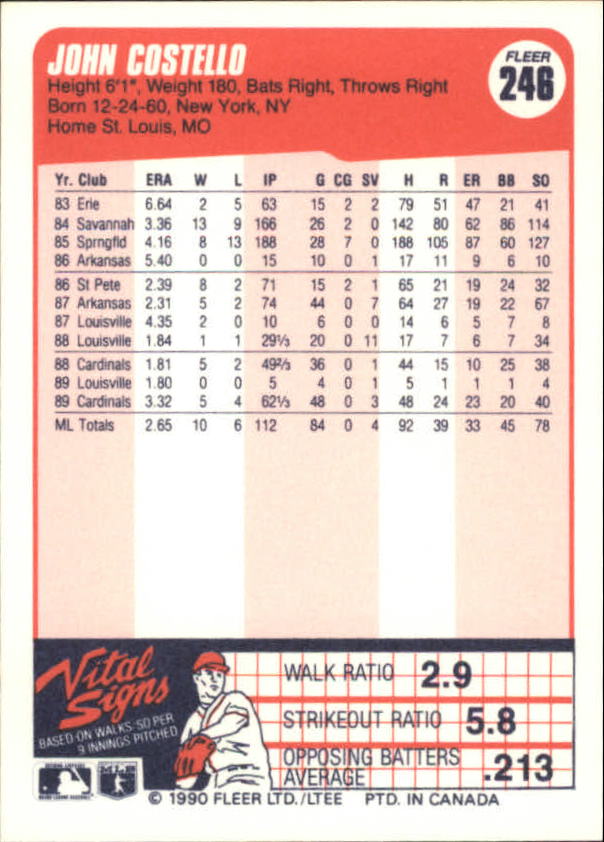 JOHN COSTELLO
FLEER
246
Height 6'1", Weight 180, Bats Right, Throws Right
Born 12-24-60, New York, NY
Home St. Louis, MO
Yr. Club ERA W L IP G CG SV H R ER BB SO
83 Erie 6.64 2 5 63 15 2 2 79 51 47 21 41
84 Savannah 3.36 13 9 166 26 2 0 142 80 62 86 114
85 Sprngfld 4.16 8 13 188 28 7 0 188 105 87 60 127
86 Arkansas 5.40 0 0 15 10 0 1 17 11 9 6 10
86 St Pete 2.39 8 2 71 15 2 1 65 21 19 24 32
87 Arkansas 2.31 5 2 74 44 0 7 64 27 19 22 67
87 Louisville 4.35 2 0 10 6 0 0 14 6 5 7 8
88 Louisville 1.84 1 1 29⅓ 20 0 11 17 7 6 7 34
88 Cardinals 1.81 5 2 49⅔ 36 0 1 44 15 10 25 38
89 Louisville 1.80 0 0 5 4 0 1 5 1 1 1 4
89 Cardinals 3.32 5 4 62⅓ 48 0 3 48 24 23 20 40
ML Totals 2.65 10 6 112 84 0 4 92 39 33 45 78
Vital
Signs
BASED ON WALKS-SO PER
9 INNINGS PITCHED
WALK RATIO 2.9
STRIKEOUT RATIO 5.8
OPPOSING BATTERS
AVERAGE .213
© 1990 FLEER LTD./LTEE PTD. IN CANADA